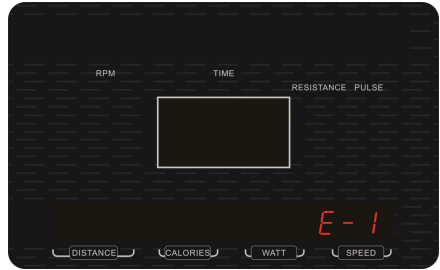 RPM TIME
RESISTANCE PULSE
E-1
DISTANCE CALORIES WATT SPEED